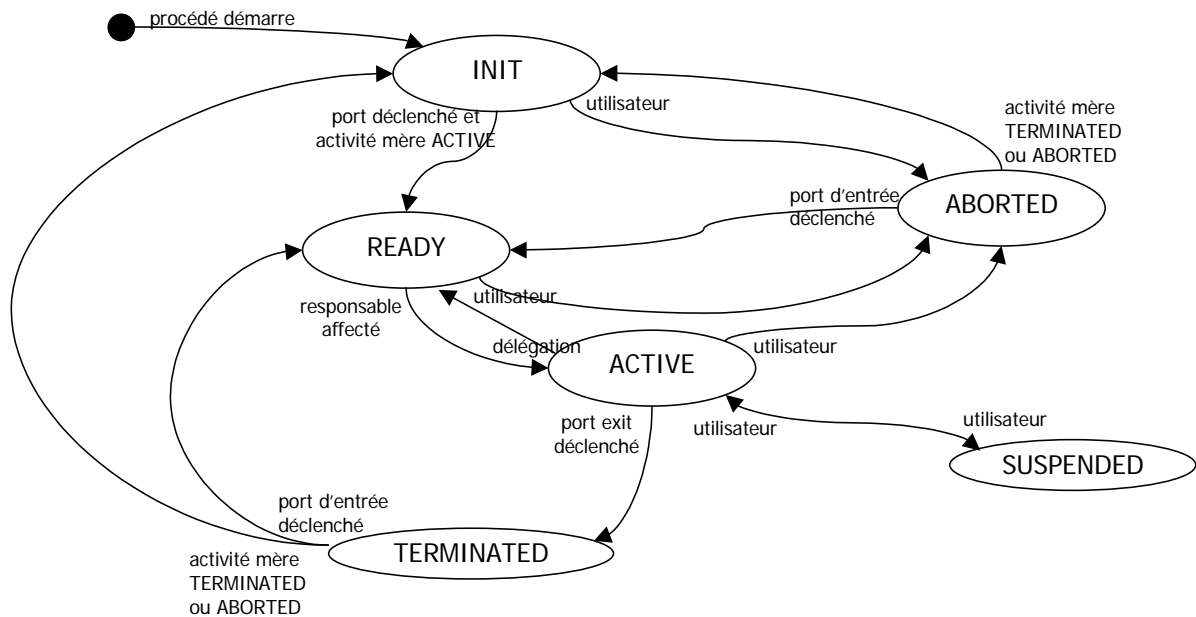 procédé démarre
INIT
utilisateur
port déclenché et
activité mère ACTIVE
activité mère
TERMINATED
ou ABORTED
port d'entrée
déclenché
ABORTED
READY
utilisateur
responsable
affecté
délégation
utilisateur
ACTIVE
port exit
déclenché
utilisateur
utilisateur
SUSPENDED
port d'entrée
déclenché
TERMINATED
activité mère
TERMINATED
ou ABORTED